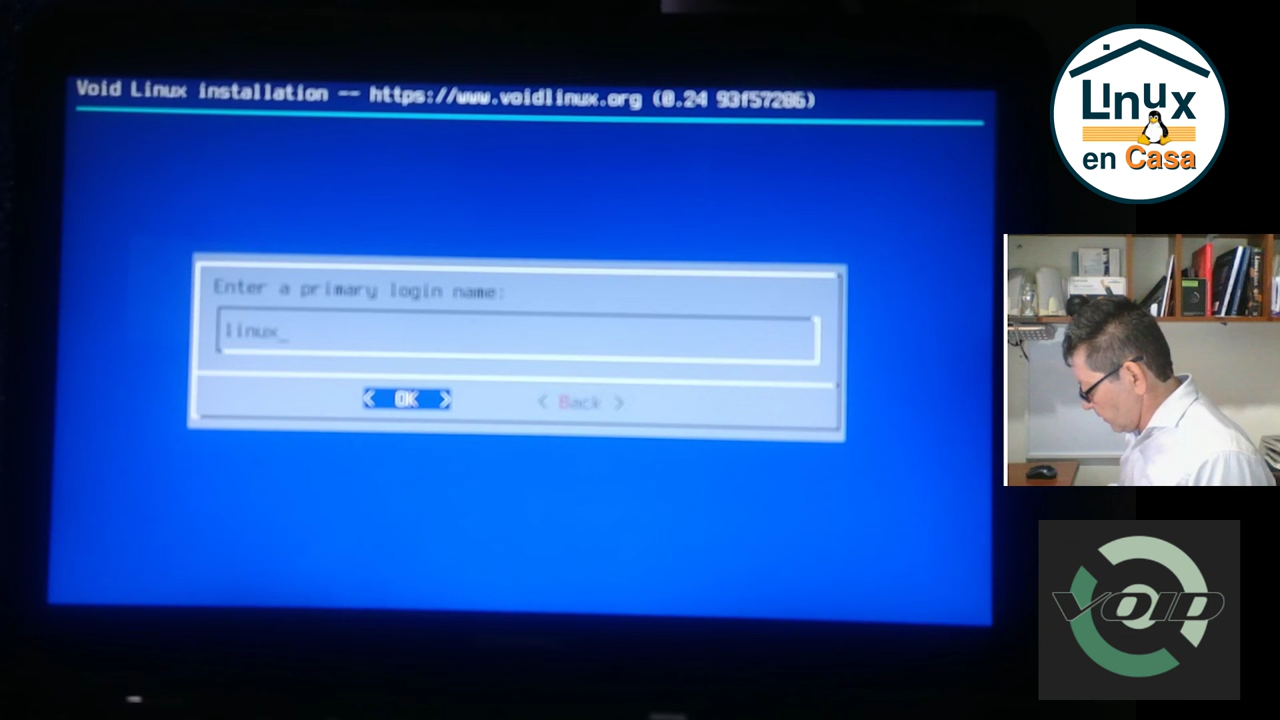 Void Linux installation -- https://www.voidlinux.org (0.24 93f57206)
Enter a primary login name:
linux_
< OK >
< Back >
Linux
en Casa
VOID